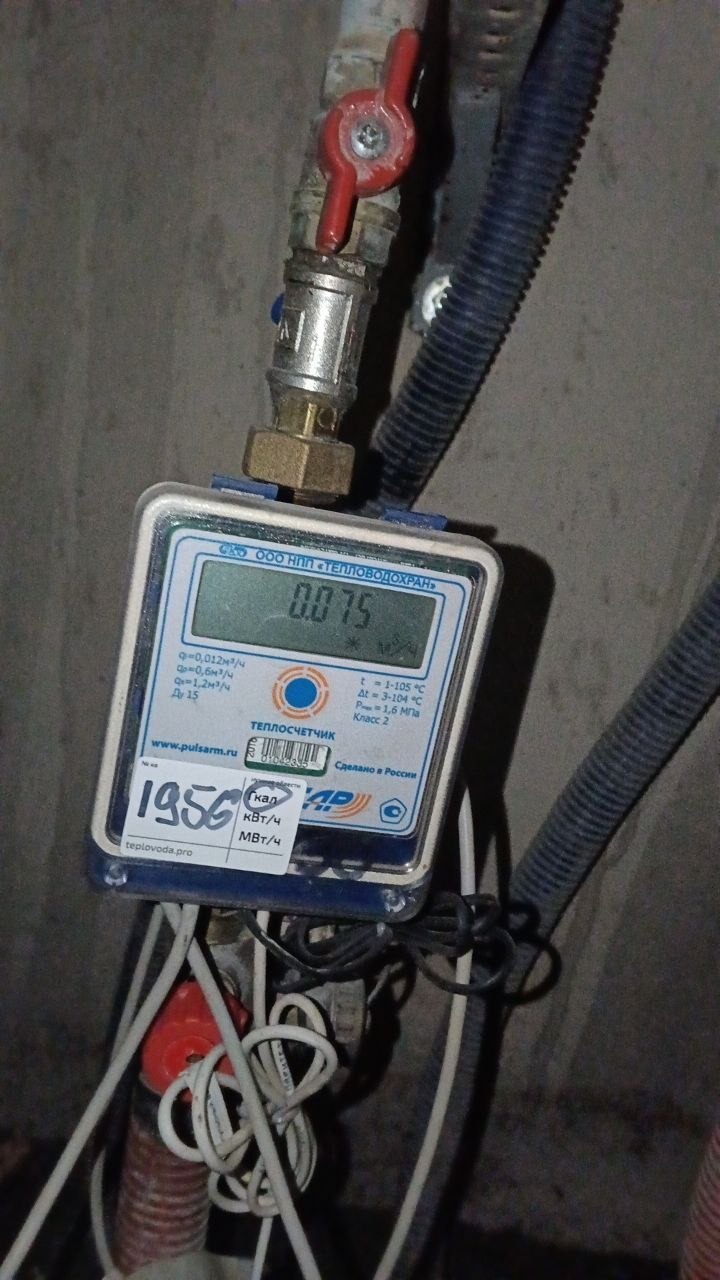 ООО НПП «ТЕПЛОВОДОХРАН»
0.075
* м³/ч
qi=0,012м³/ч
qp=0,6м³/ч
qs=1,2м³/ч
Ду 15
t = 1-105 °C
Δt = 3-104 °C
Pmax = 1,6 МПа
Класс 2
ТЕПЛОСЧЕТЧИК
www.pulsarm.ru
Сделано в России
№ кв
1956
Гкал
кВт/ч
МВт/ч
teplovoda.pro